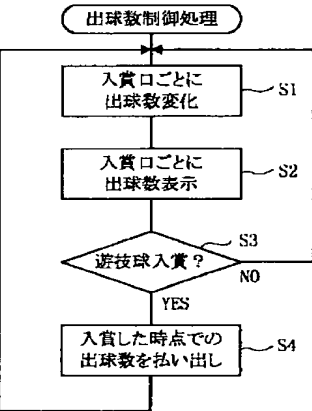 出球数制御処理
入賞口ごとに
出球数変化
S1
入賞口ごとに
出球数表示
S2
遊技球入賞？
S3
NO
YES
入賞した時点での
出球数を払い出し
S4